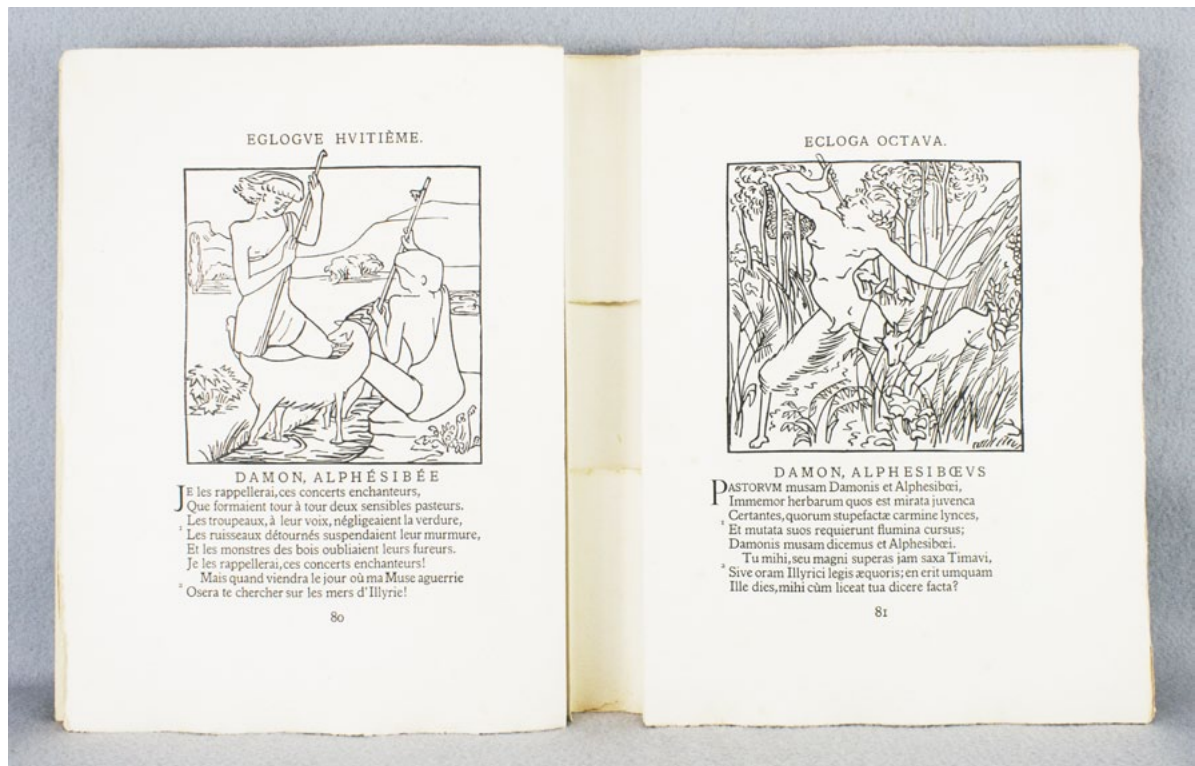 EGLOGVE HVITIÈME.
DAMON, ALPHÉSIBÉE
JE les rappellerai, ces concerts enchanteurs,
Que formaient tour à tour deux sensibles pasteurs.
Les troupeaux, à leur voix, négligeaient la verdure,
1 Les ruisseaux détournés suspendaient leur murmure,
Et les monstres des bois oubliaient leurs fureurs.
Je les rappellerai, ces concerts enchanteurs!
Mais quand viendra le jour où ma Muse aguerrie
2 Osera te chercher sur les mers d'Illyrie!
80
ECLOGA OCTAVA.
DAMON, ALPHESIBŒVS
PASTORVM musam Damonis et Alphesibœi,
Immemor herbarum quos est mirata juvenca
1 Certantes, quorum stupefactæ carmine lynces,
Et mutata suos requierunt flumina cursus;
Damonis musam dicemus et Alphesibœi.
Tu mihi, seu magni superas jam saxa Timavi,
2 Sive oram Illyrici legis æquoris; en erit umquam
Ille dies, mihi cùm liceat tua dicere facta?
81